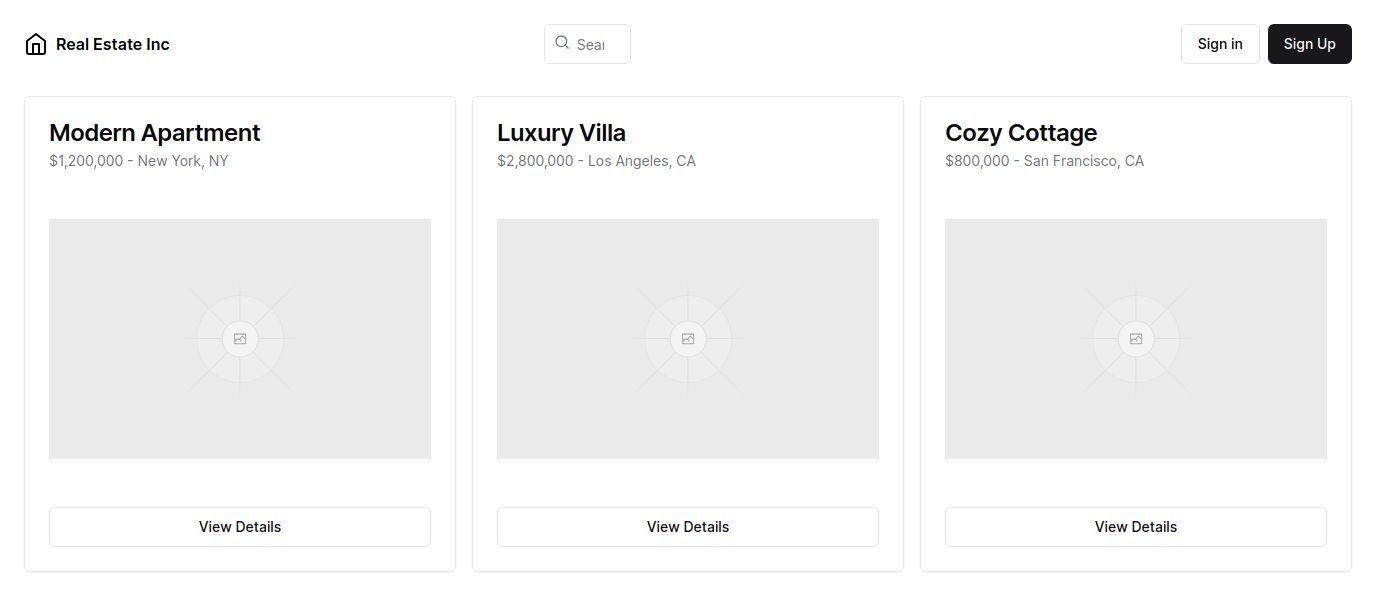 Real Estate Inc
Sear
Sign in
Sign Up
Modern Apartment
$1,200,000 - New York, NY
View Details
Luxury Villa
$2,800,000 - Los Angeles, CA
View Details
Cozy Cottage
$800,000 - San Francisco, CA
View Details